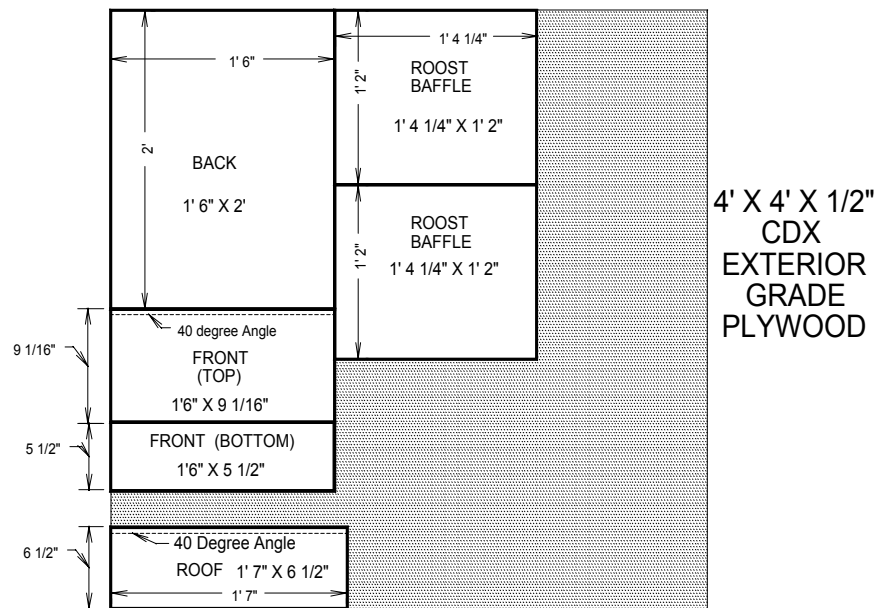 1' 6"
2'
BACK
1' 6" X 2'
1' 4 1/4"
1' 2"
ROOST
BAFFLE
1' 4 1/4" X 1' 2"
1' 2"
ROOST
BAFFLE
1' 4 1/4" X 1' 2"
4' X 4' X 1/2"
CDX
EXTERIOR
GRADE
PLYWOOD
9 1/16"
40 degree Angle
FRONT
(TOP)
1'6" X 9 1/16"
5 1/2"
FRONT (BOTTOM)
1'6" X 5 1/2"
6 1/2"
40 Degree Angle
ROOF 1' 7" X 6 1/2"
1' 7"